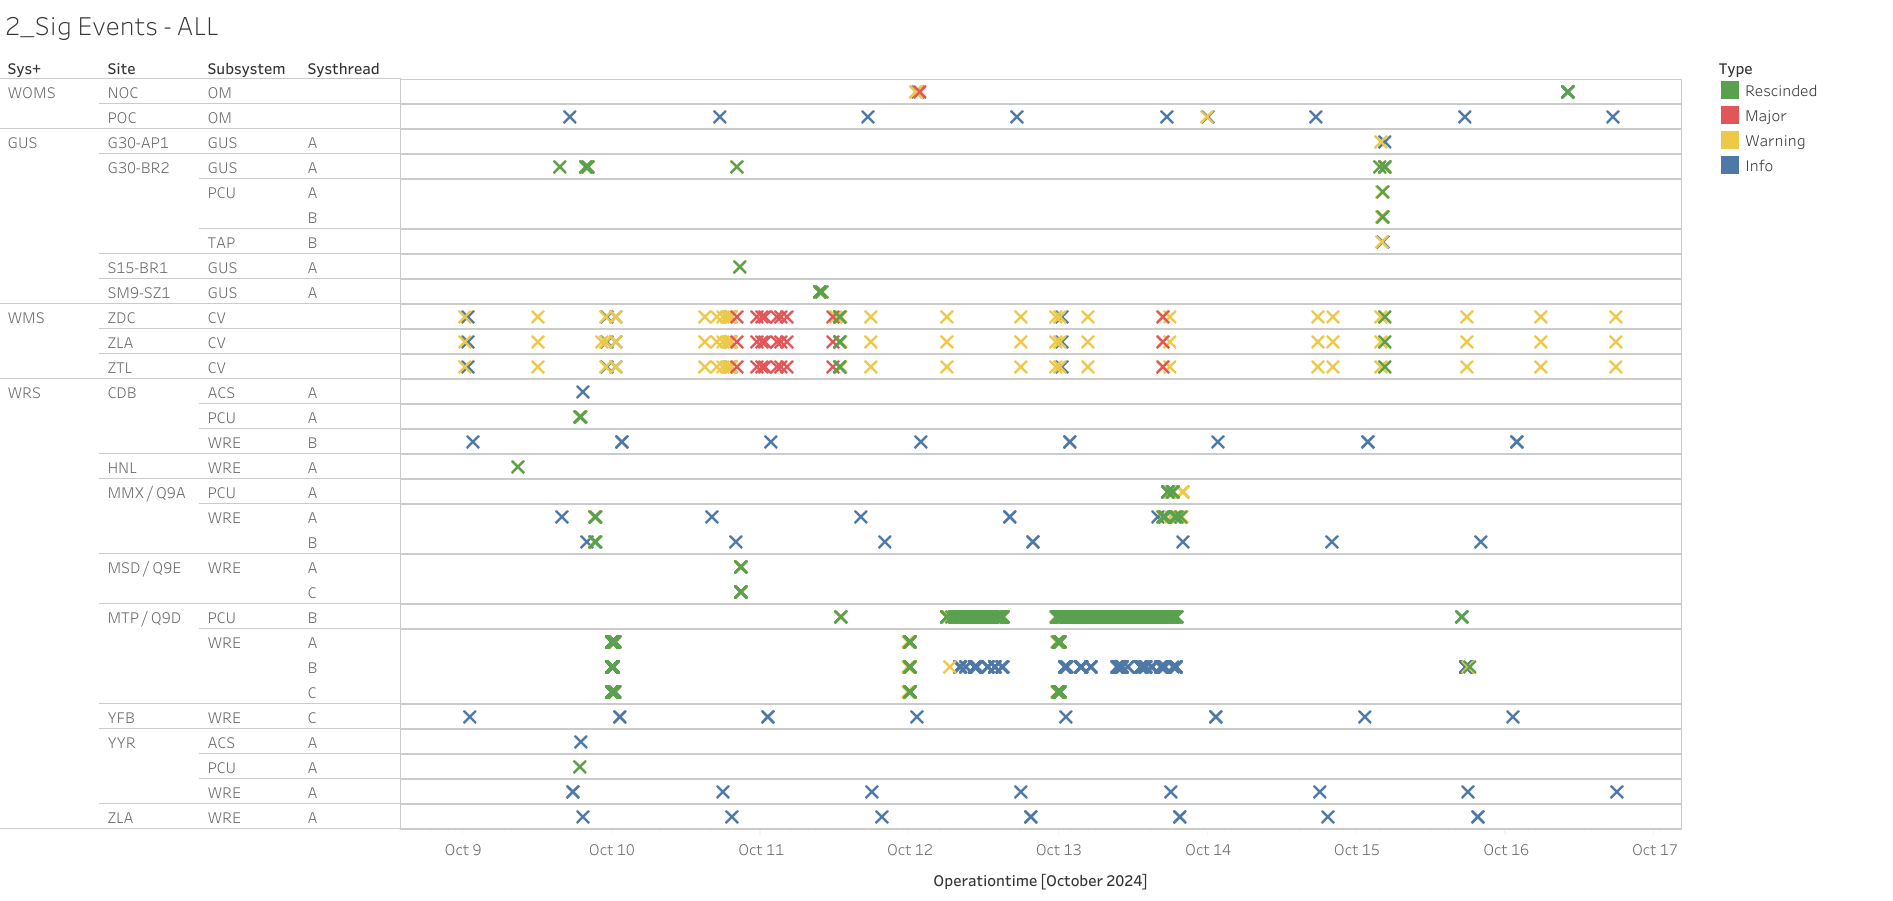 2_Sig Events - ALL
Sys+ Site Subsystem Systhread Type
WOMS NOC OM Rescinded
POC OM Major
GUS G30-AP1 GUS A Warning
G30-BR2 GUS A Info
PCU A
B
TAP B
S15-BR1 GUS A
SM9-SZ1 GUS A
WMS ZDC CV
ZLA CV
ZTL CV
WRS CDB ACS A
PCU A
WRE B
HNL WRE A
MMX / Q9A PCU A
WRE A
B
MSD / Q9E WRE A
C
MTP / Q9D PCU B
WRE A
B
C
YFB WRE C
YYR ACS A
PCU A
WRE A
ZLA WRE A
Oct 9 Oct 10 Oct 11 Oct 12 Oct 13 Oct 14 Oct 15 Oct 16 Oct 17
Operationtime [October 2024]